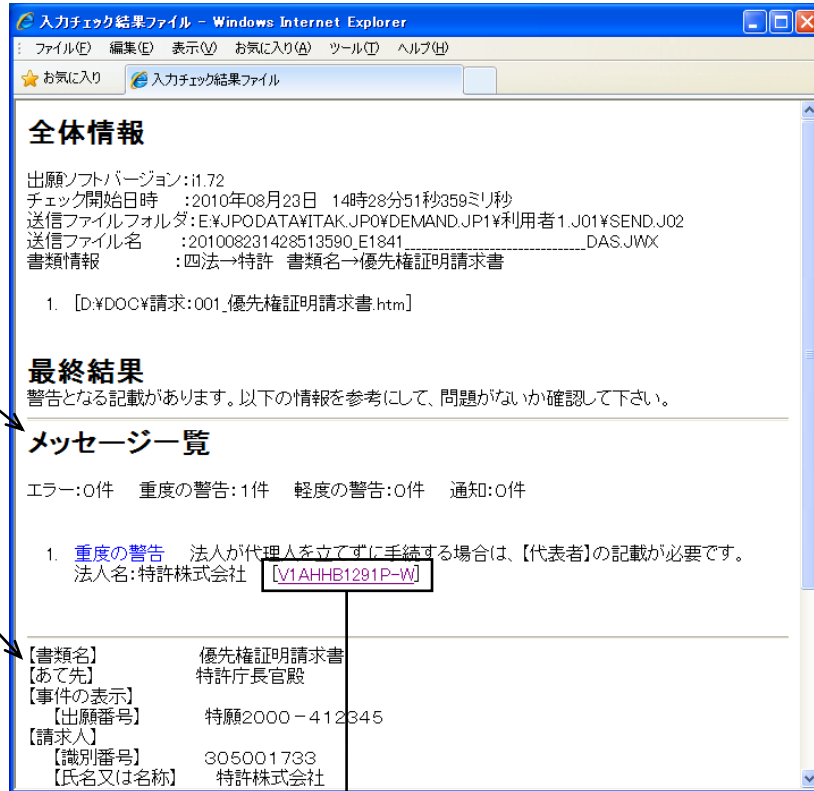 入力チェック結果ファイル - Windows Internet Explorer
ファイル(F) 編集(E) 表示(V) お気に入り(A) ツール(T) ヘルプ(H)
お気に入り 入力チェック結果ファイル
全体情報
出願ソフトバージョン:i1.72
チェック開始日時 :2010年08月23日 14時28分51秒359ミリ秒
送信ファイルフォルダ:E:¥JPODATA¥ITAK.JP0¥DEMAND.JP1¥利用者1.J01¥SEND.J02
送信ファイル名 :201008231428513590_E1841______________________________DAS.JWX
書類情報 :四法→特許 書類名→優先権証明請求書
1. [D:¥DOC¥請求:001_優先権証明請求書.htm]
最終結果
警告となる記載があります。以下の情報を参考にして、問題がないか確認して下さい。
メッセージ一覧
エラー:0件 重度の警告:1件 軽度の警告:0件 通知:0件
1. 重度の警告 法人が代理人を立てずに手続する場合は、【代表者】の記載が必要です。
法人名:特許株式会社 [V1AHHB1291P-W]
【書類名】 優先権証明請求書
【あて先】 特許庁長官殿
【事件の表示】
【出願番号】 特願2000-412345
【請求人】
【識別番号】 305001733
【氏名又は名称】 特許株式会社